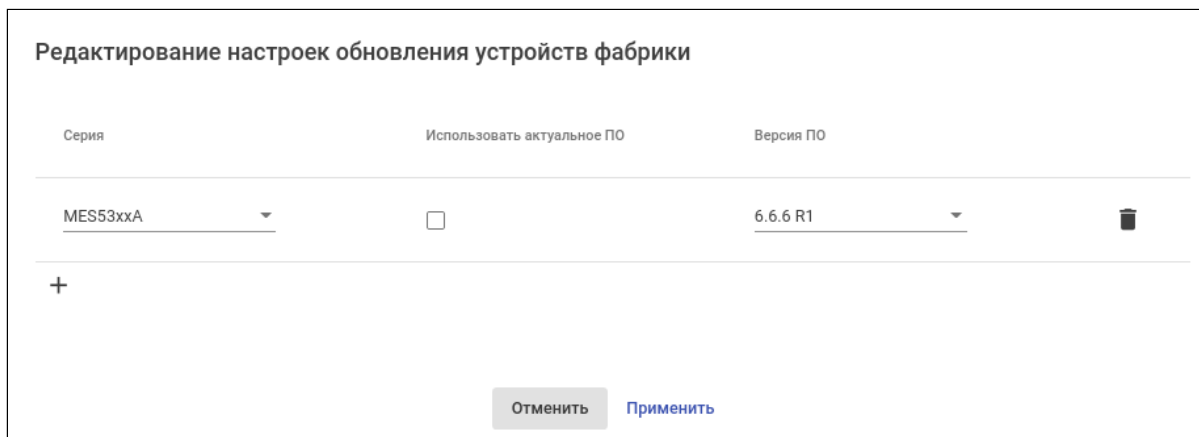 Редактирование настроек обновления устройств фабрики
Серия Использовать актуальное ПО Версия ПО
MES53xxA 6.6.6 R1
+
Отменить Применить